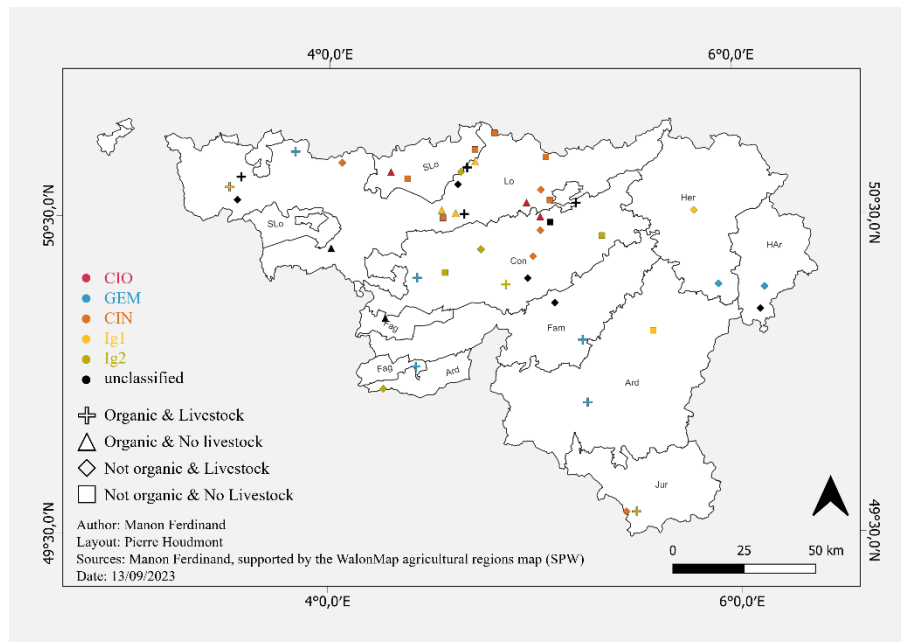 4°0,0′E
6°0,0′E
SLo
Lo
SLo
Her
HAr
50°30,0′N
50°30,0′N
Con
CIO
GEM
CIN
Ig1
Ig2
unclassified
Fag
Fam
Fag
Ard
Ard
Organic & Livestock
Organic & No livestock
Not organic & Livestock
Not organic & No Livestock
Jur
Author: Manon Ferdinand
Layout: Pierre Houdmont
Sources: Manon Ferdinand, supported by the WalonMap agricultural regions map (SPW)
Date: 13/09/2023
0 25 50 km
49°30,0′N
49°30,0′N
4°0,0′E
6°0,0′E